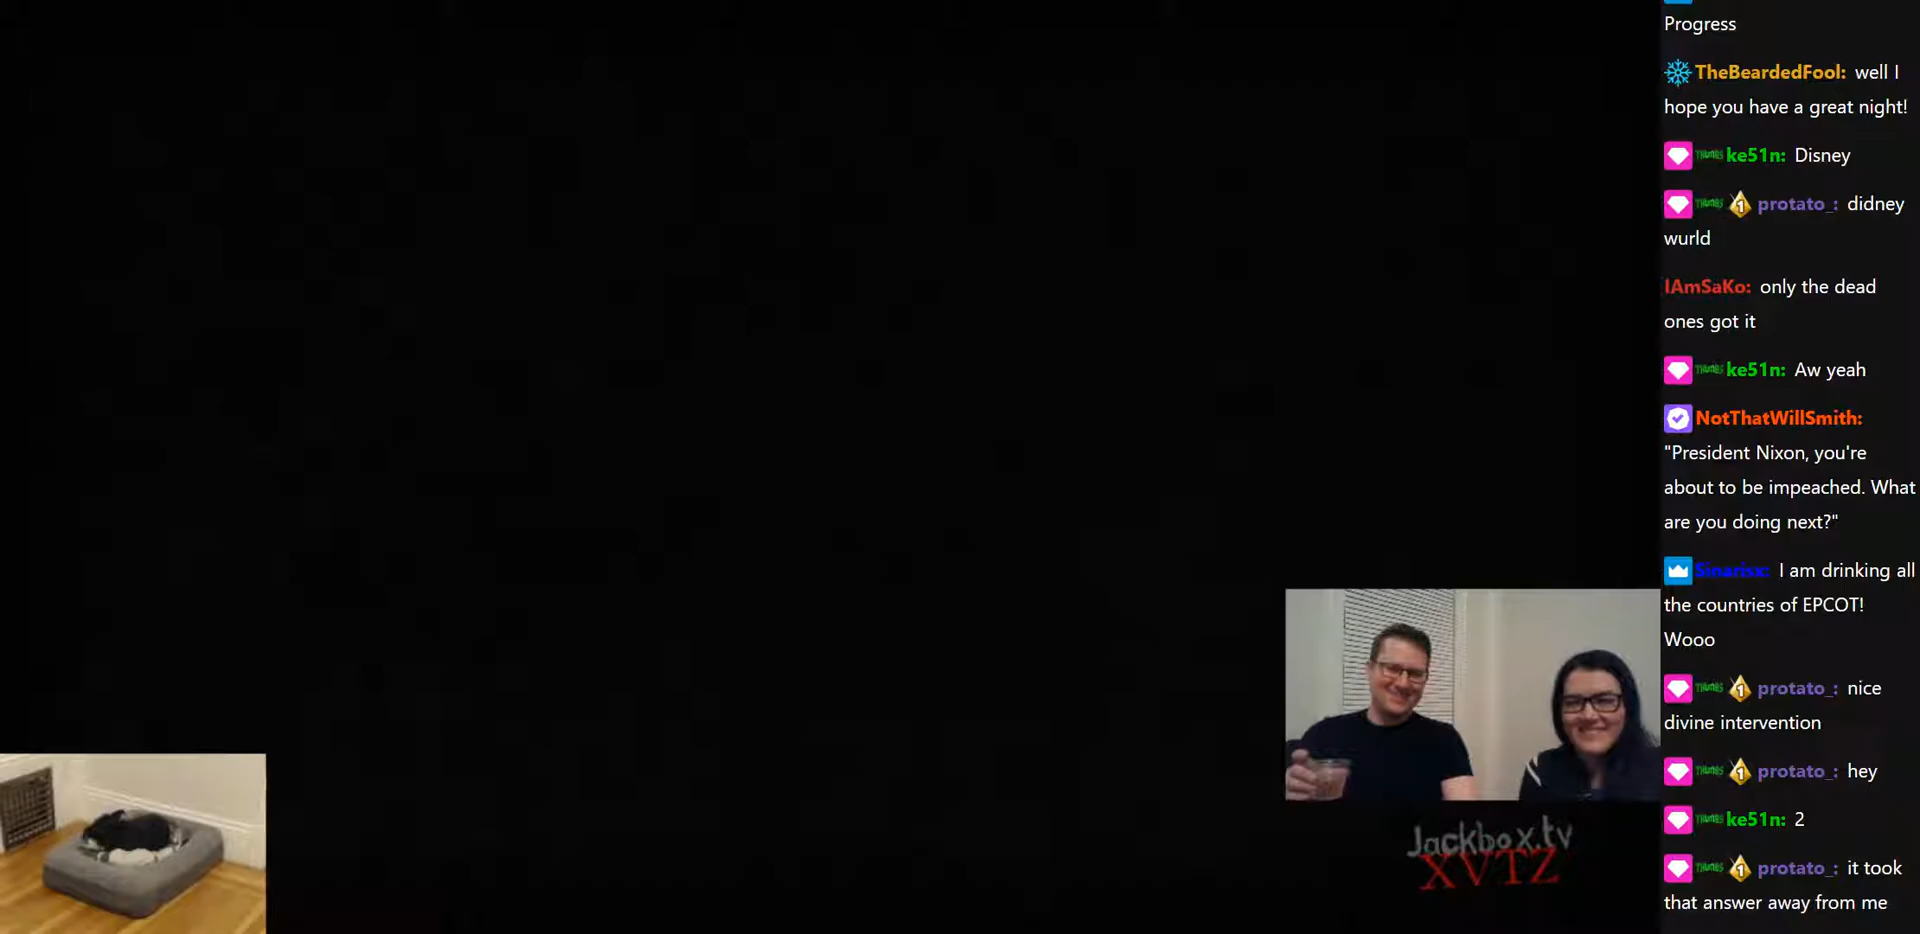 Progress
TheBeardedFool: well I
hope you have a great night!
ke51n: Disney
protato_: didney
wurld
IAmSaKo: only the dead
ones got it
ke51n: Aw yeah
NotThatWillSmith:
"President Nixon, you're
about to be impeached. What
are you doing next?"
Sinarisx: I am drinking all
the countries of EPCOT!
Wooo
protato_: nice
divine intervention
protato_: hey
ke51n: 2
protato_: it took
that answer away from me
Jackbox.tv
XVTZ